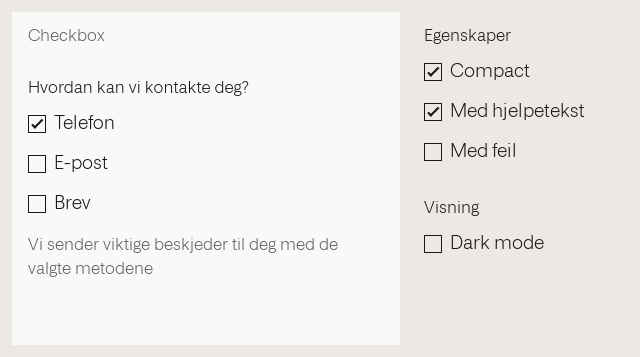 Checkbox
Hvordan kan vi kontakte deg?
Telefon
E-post
Brev
Vi sender viktige beskjeder til deg med de
valgte metodene
Egenskaper
Compact
Med hjelpetekst
Med feil
Visning
Dark mode